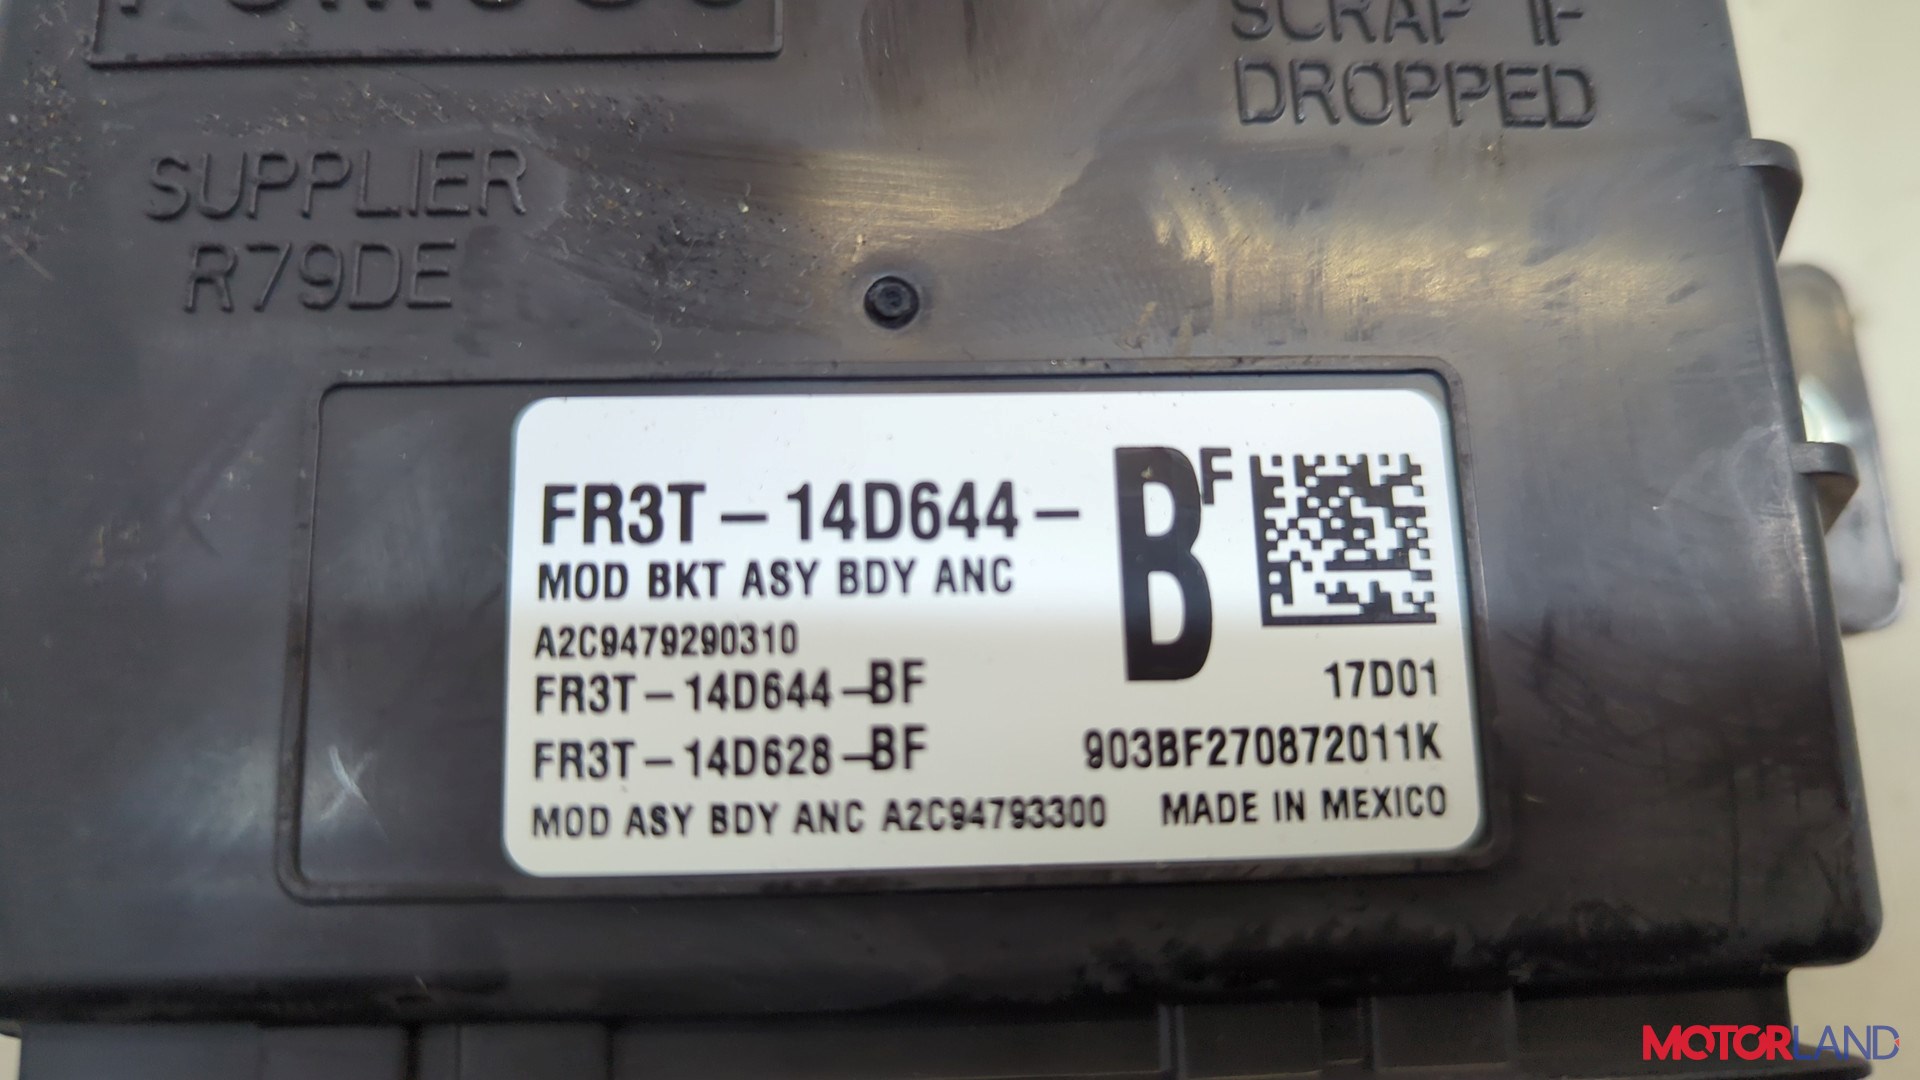 SCRAP IF
DROPPED
SUPPLIER
R79DE
FR3T-14D644-BF
MOD BKT ASY BDY ANC
A2C9479290310
FR3T-14D644-BF
17D01
FR3T-14D628-BF
903BF270872011K
MOD ASY BDY ANC A2C94793300
MADE IN MEXICO
MOTORLAND